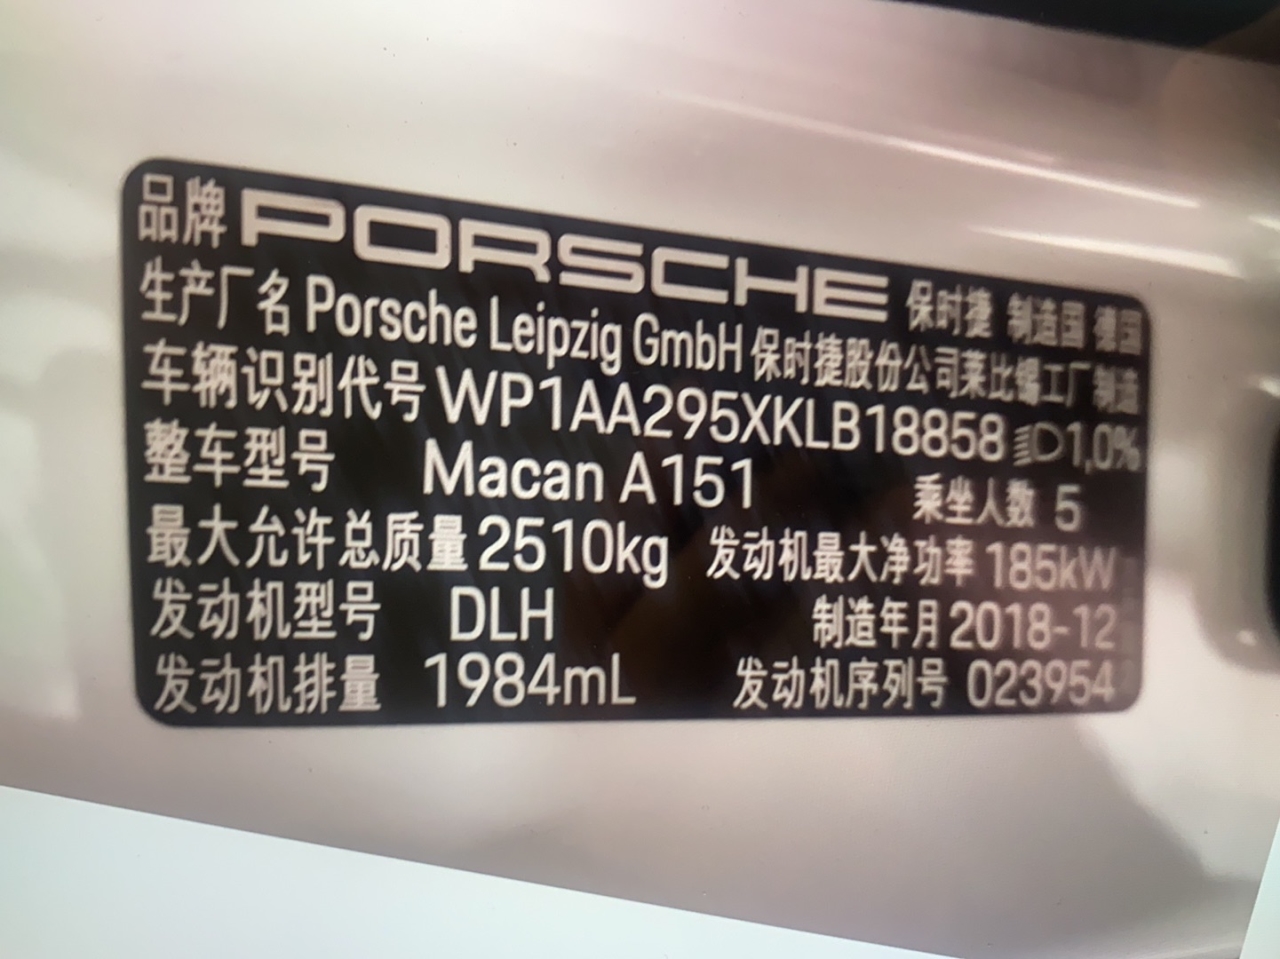 品牌 PORSCHE 保时捷 制造国 德国
生产厂名 Porsche Leipzig GmbH 保时捷股份公司莱比锡工厂制造
车辆识别代号 WP1AA295XKLB18858 1,0%
整车型号 Macan A151 乘坐人数 5
最大允许总质量 2510kg 发动机最大净功率 185kW
发动机型号 DLH 制造年月 2018-12
发动机排量 1984mL 发动机序列号 023954